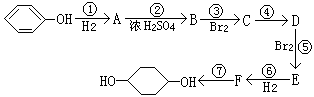 OH ① H2 A ② 浓H2SO4 B ③ Br2 C ④ D
Br2 ⑤
HO OH ⑦ F ⑥ H2 E